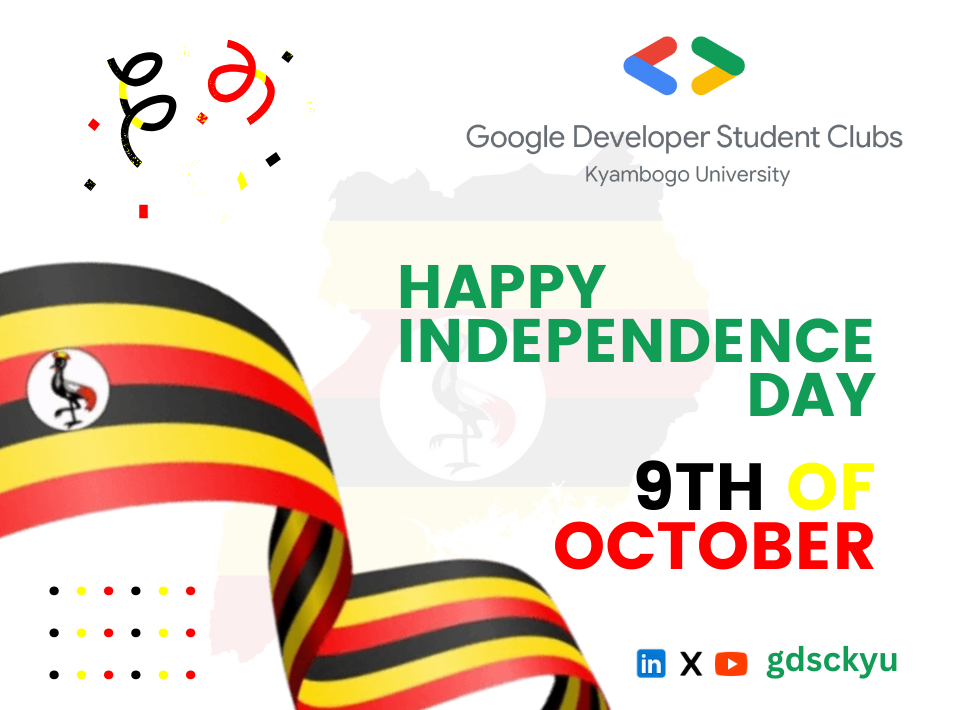 Google Developer Student Clubs
Kyambogo University
HAPPY
INDEPENDENCE
DAY
9TH OF
OCTOBER
in X gdsckyu